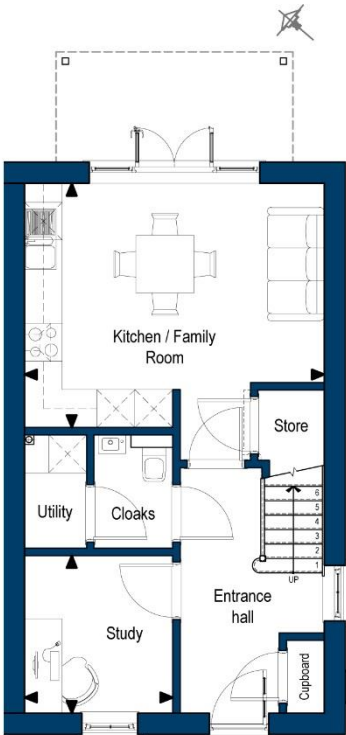 Kitchen / Family
Room
Store
Utility
Cloaks
6
5
4
3
2
1
UP
Entrance
hall
Study
Cupboard